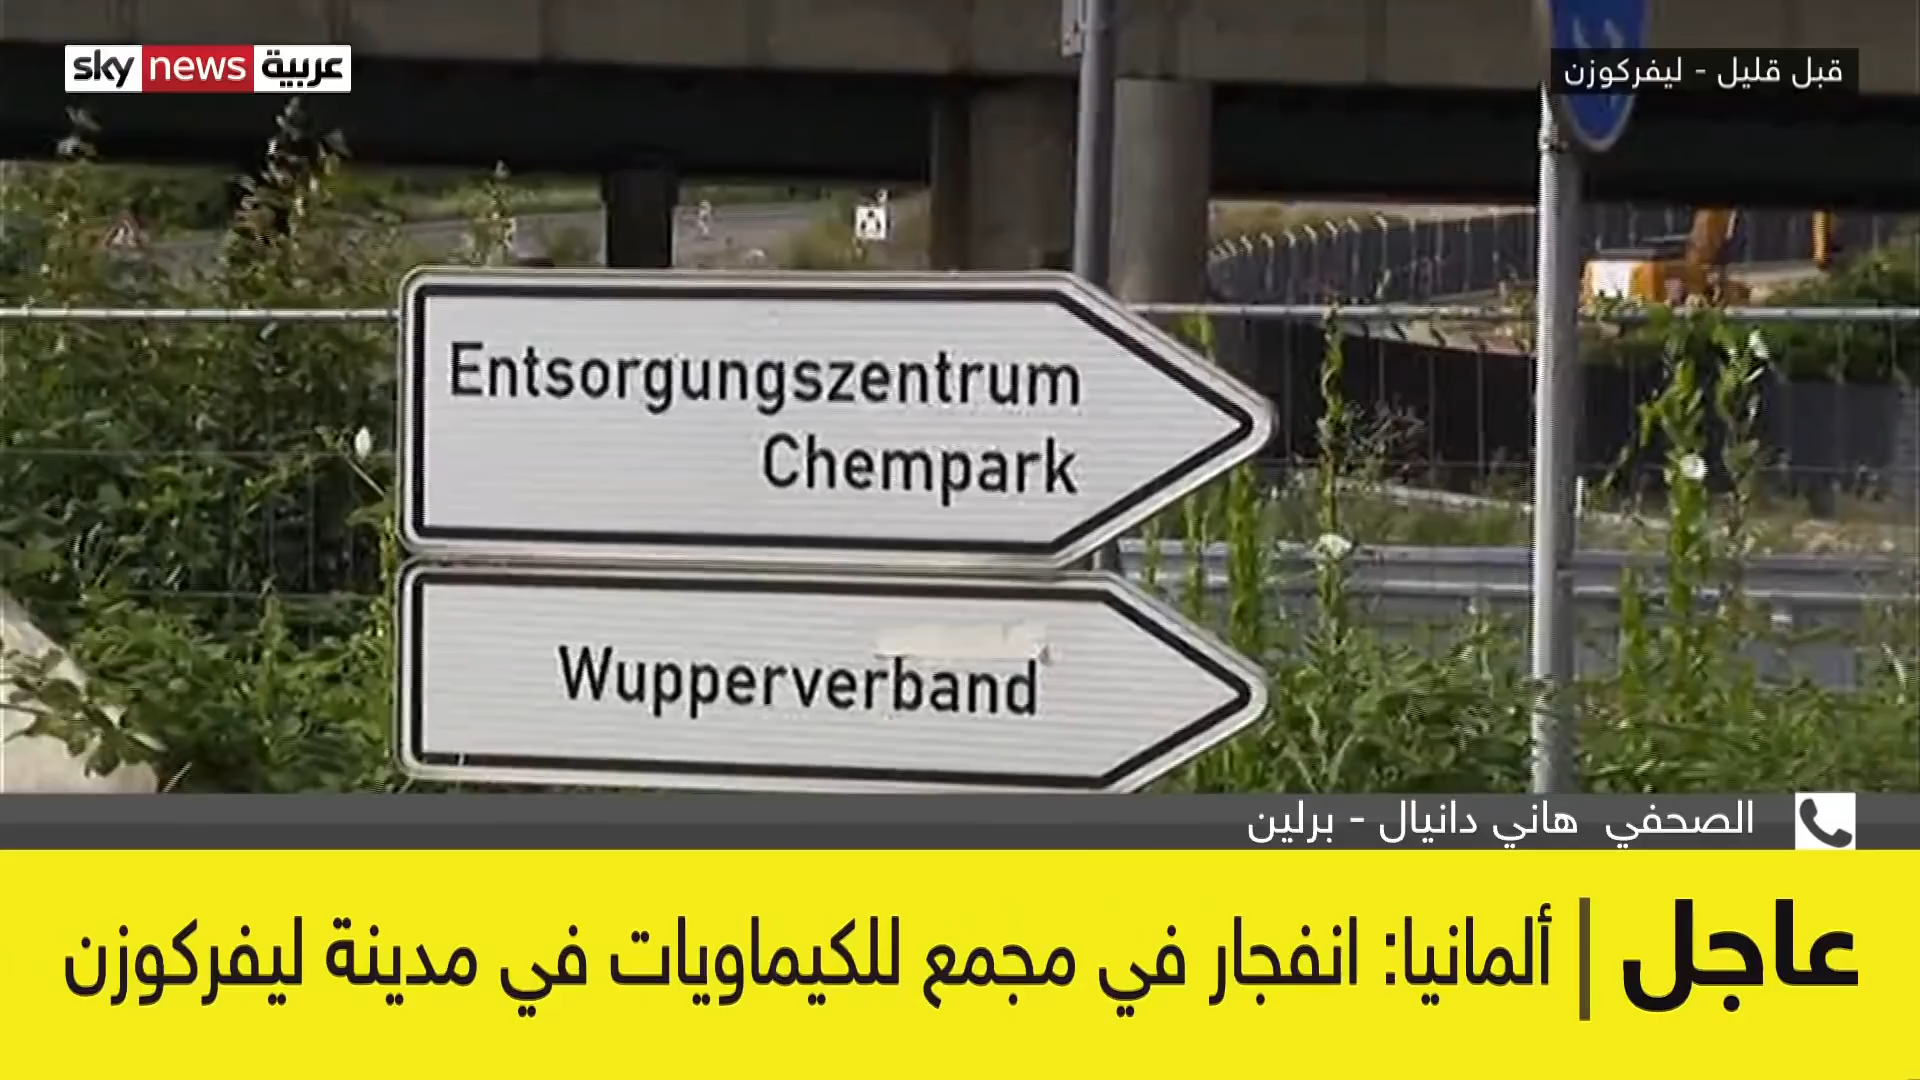 sky news عربية
قبل قليل - ليفركوزن
Entsorgungszentrum
Chempark
Wupperverband
الصحفي هاني دانيال - برلين
عاجل
ألمانيا: انفجار في مجمع للكيماويات في مدينة ليفركوزن